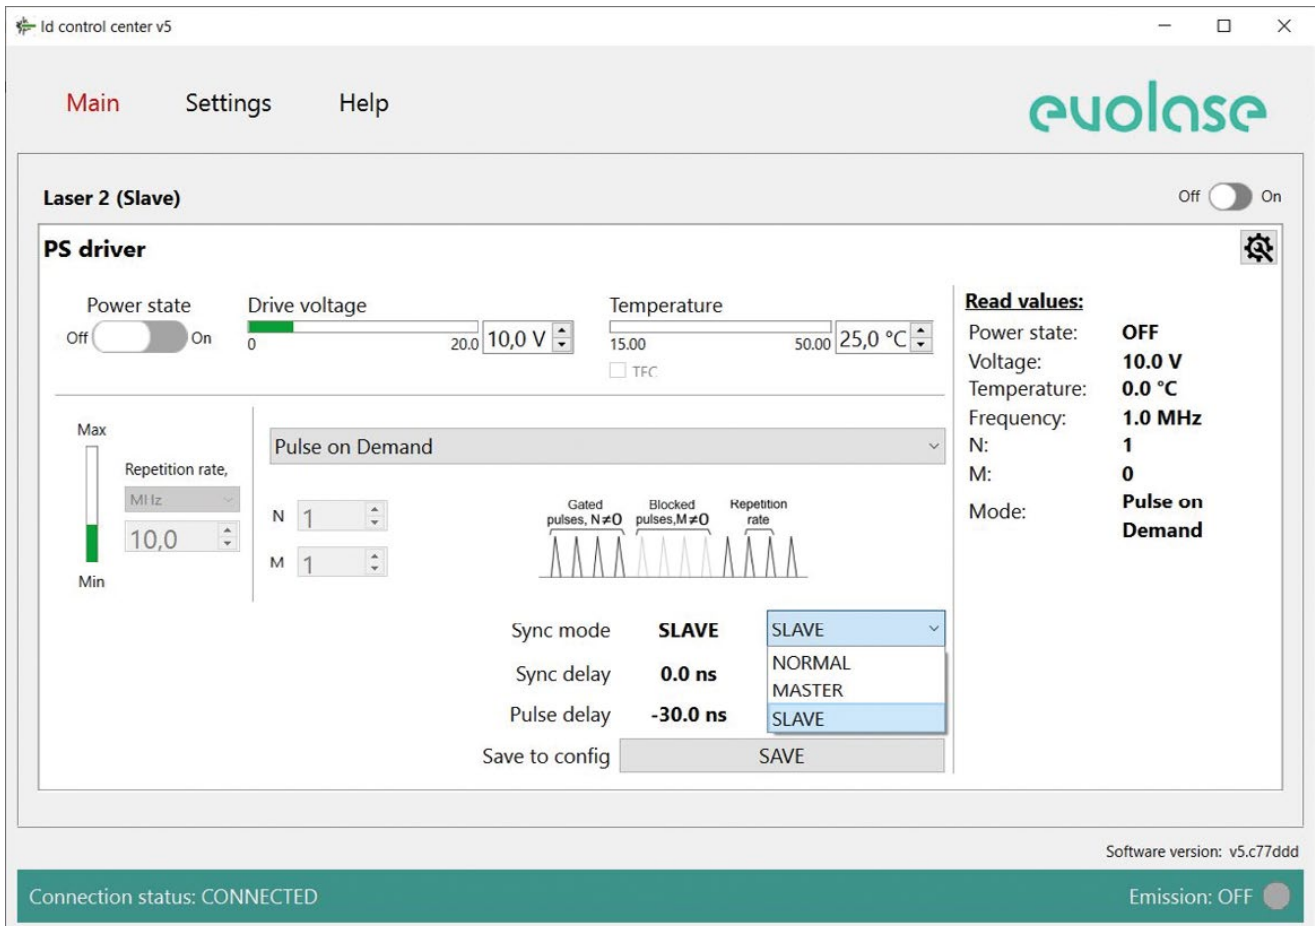 ld control center v5
Main Settings Help
evolase
Laser 2 (Slave)
Off On
PS driver
Power state
Off On
Drive voltage
0 20.0 10,0 V
Temperature
15.00 50.00 25,0 °C
TEC
Read values:
Power state: OFF
Voltage: 10.0 V
Temperature: 0.0 °C
Frequency: 1.0 MHz
N: 1
M: 0
Mode: Pulse on
Demand
Max
Min
Repetition rate,
MHz
10,0
Pulse on Demand
N 1
M 1
Gated
pulses, N≠0
Blocked
pulses,M≠0
Repetition
rate
Sync mode SLAVE SLAVE
NORMAL
MASTER
SLAVE
Sync delay 0.0 ns
Pulse delay -30.0 ns
Save to config SAVE
Software version: v5.c77ddd
Connection status: CONNECTED Emission: OFF